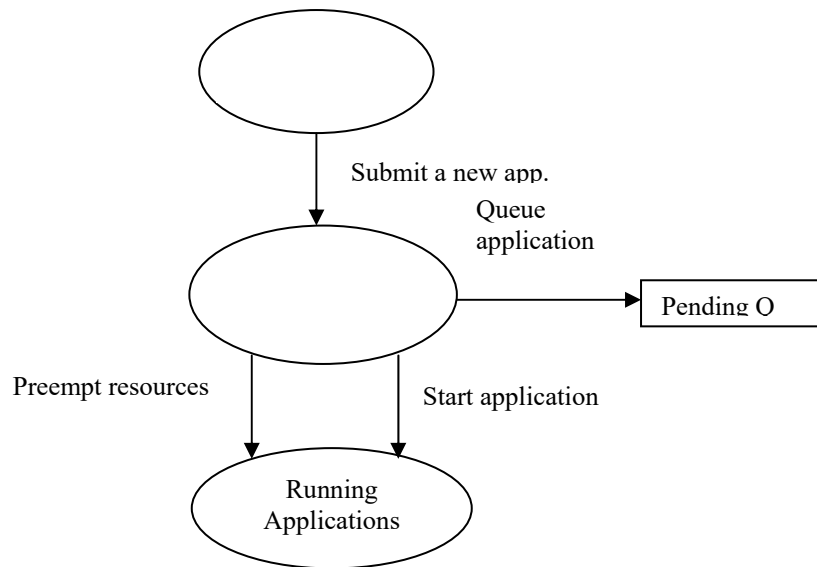 Submit a new app.
Queue
application
Pending Q
Preempt resources
Start application
Running
Applications